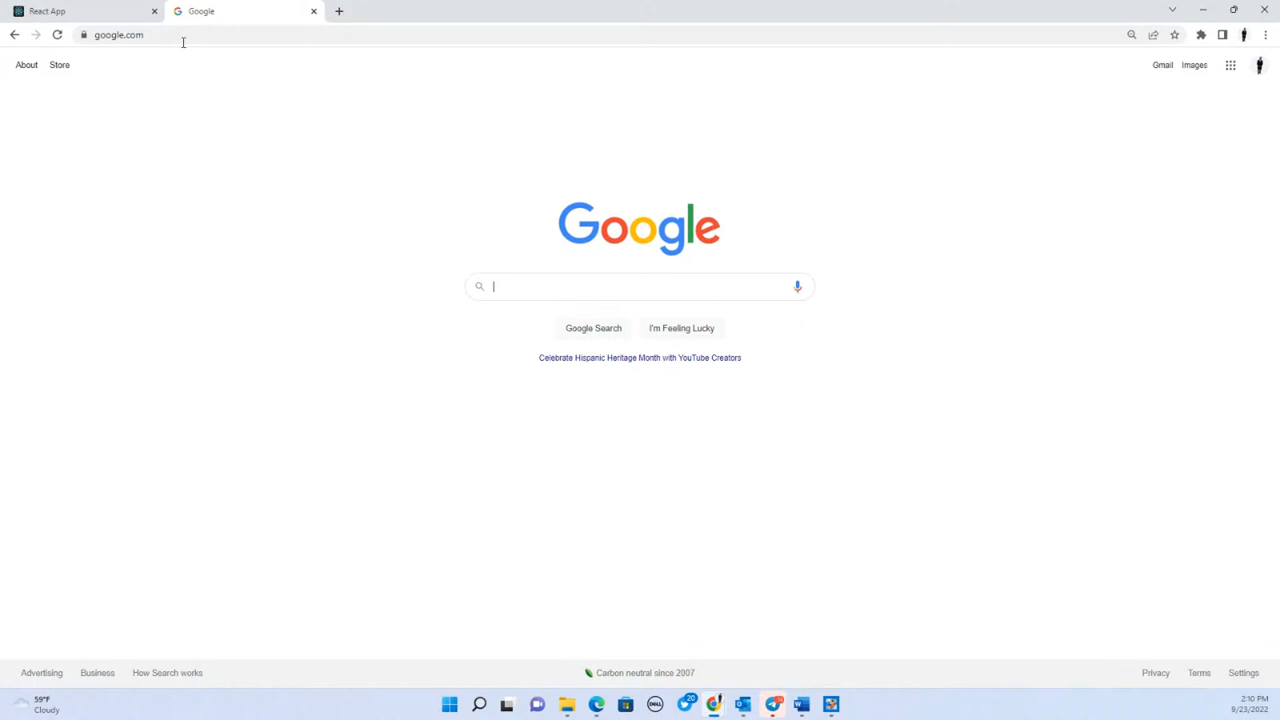 React App
Google
google.com
About
Store
Gmail
Images
Google
Google Search
I'm Feeling Lucky
Celebrate Hispanic Heritage Month with YouTube Creators
Advertising
Business
How Search works
Carbon neutral since 2007
Privacy
Terms
Settings
59°F
Cloudy
DELL
20
2:10 PM
9/23/2022